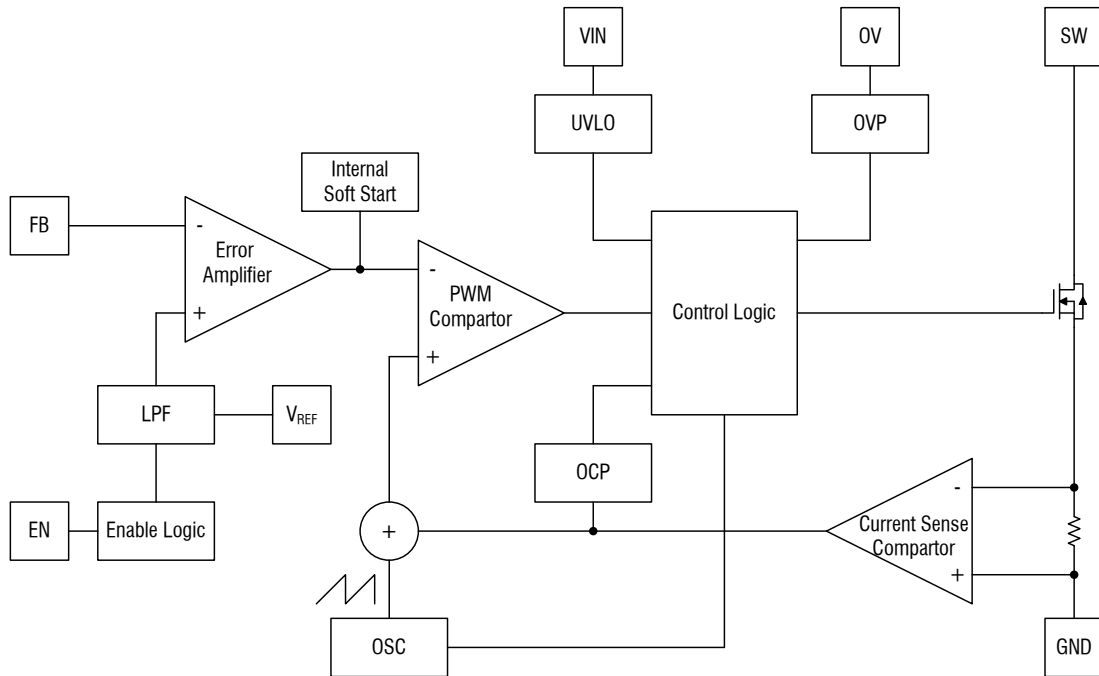 VIN
OV
SW
UVLO
OVP
Internal
Soft Start
FB
-
Error
Amplifier
+
-
PWM
Compartor
+
Control Logic
LPF
VREF
OCP
EN
Enable Logic
+
-
Current Sense
Compartor
+
OSC
GND